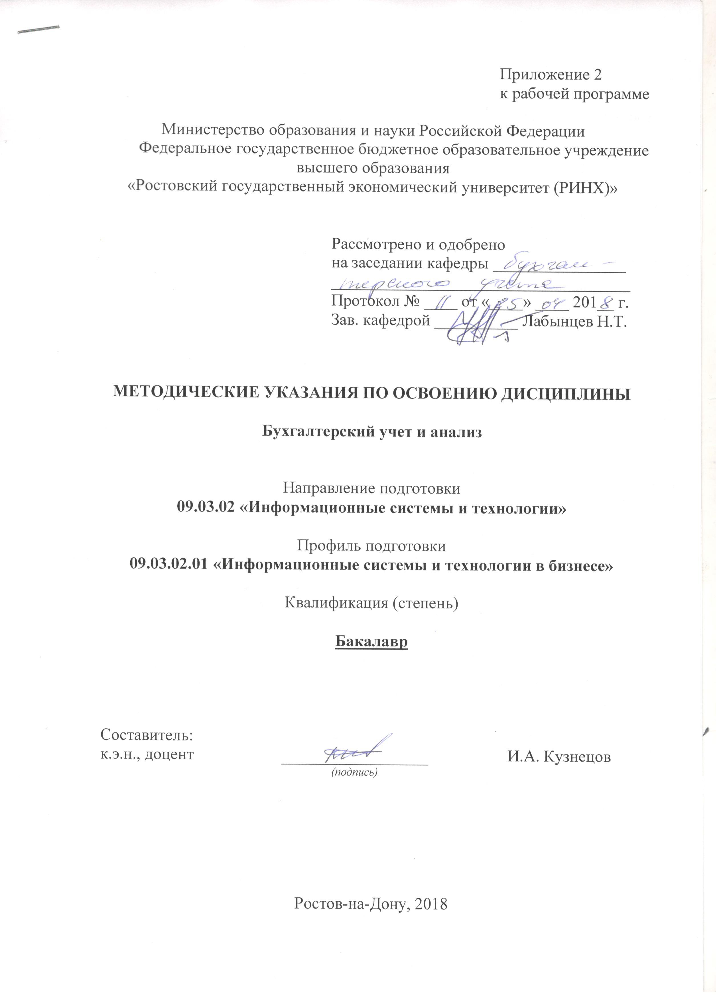 Приложение 2
к рабочей программе
Министерство образования и науки Российской Федерации
Федеральное государственное бюджетное образовательное учреждение
высшего образования
«Ростовский государственный экономический университет (РИНХ)»
Рассмотрено и одобрено
на заседании кафедры бухгал-
терского учета
Протокол № 11 от «25» 04 2018 г.
Зав. кафедрой Лабынцев Н.Т.
МЕТОДИЧЕСКИЕ УКАЗАНИЯ ПО ОСВОЕНИЮ ДИСЦИПЛИНЫ
Бухгалтерский учет и анализ
Направление подготовки
09.03.02 «Информационные системы и технологии»
Профиль подготовки
09.03.02.01 «Информационные системы и технологии в бизнесе»
Квалификация (степень)
Бакалавр
Составитель:
к.э.н., доцент И.А. Кузнецов
(подпись)
Ростов-на-Дону, 2018